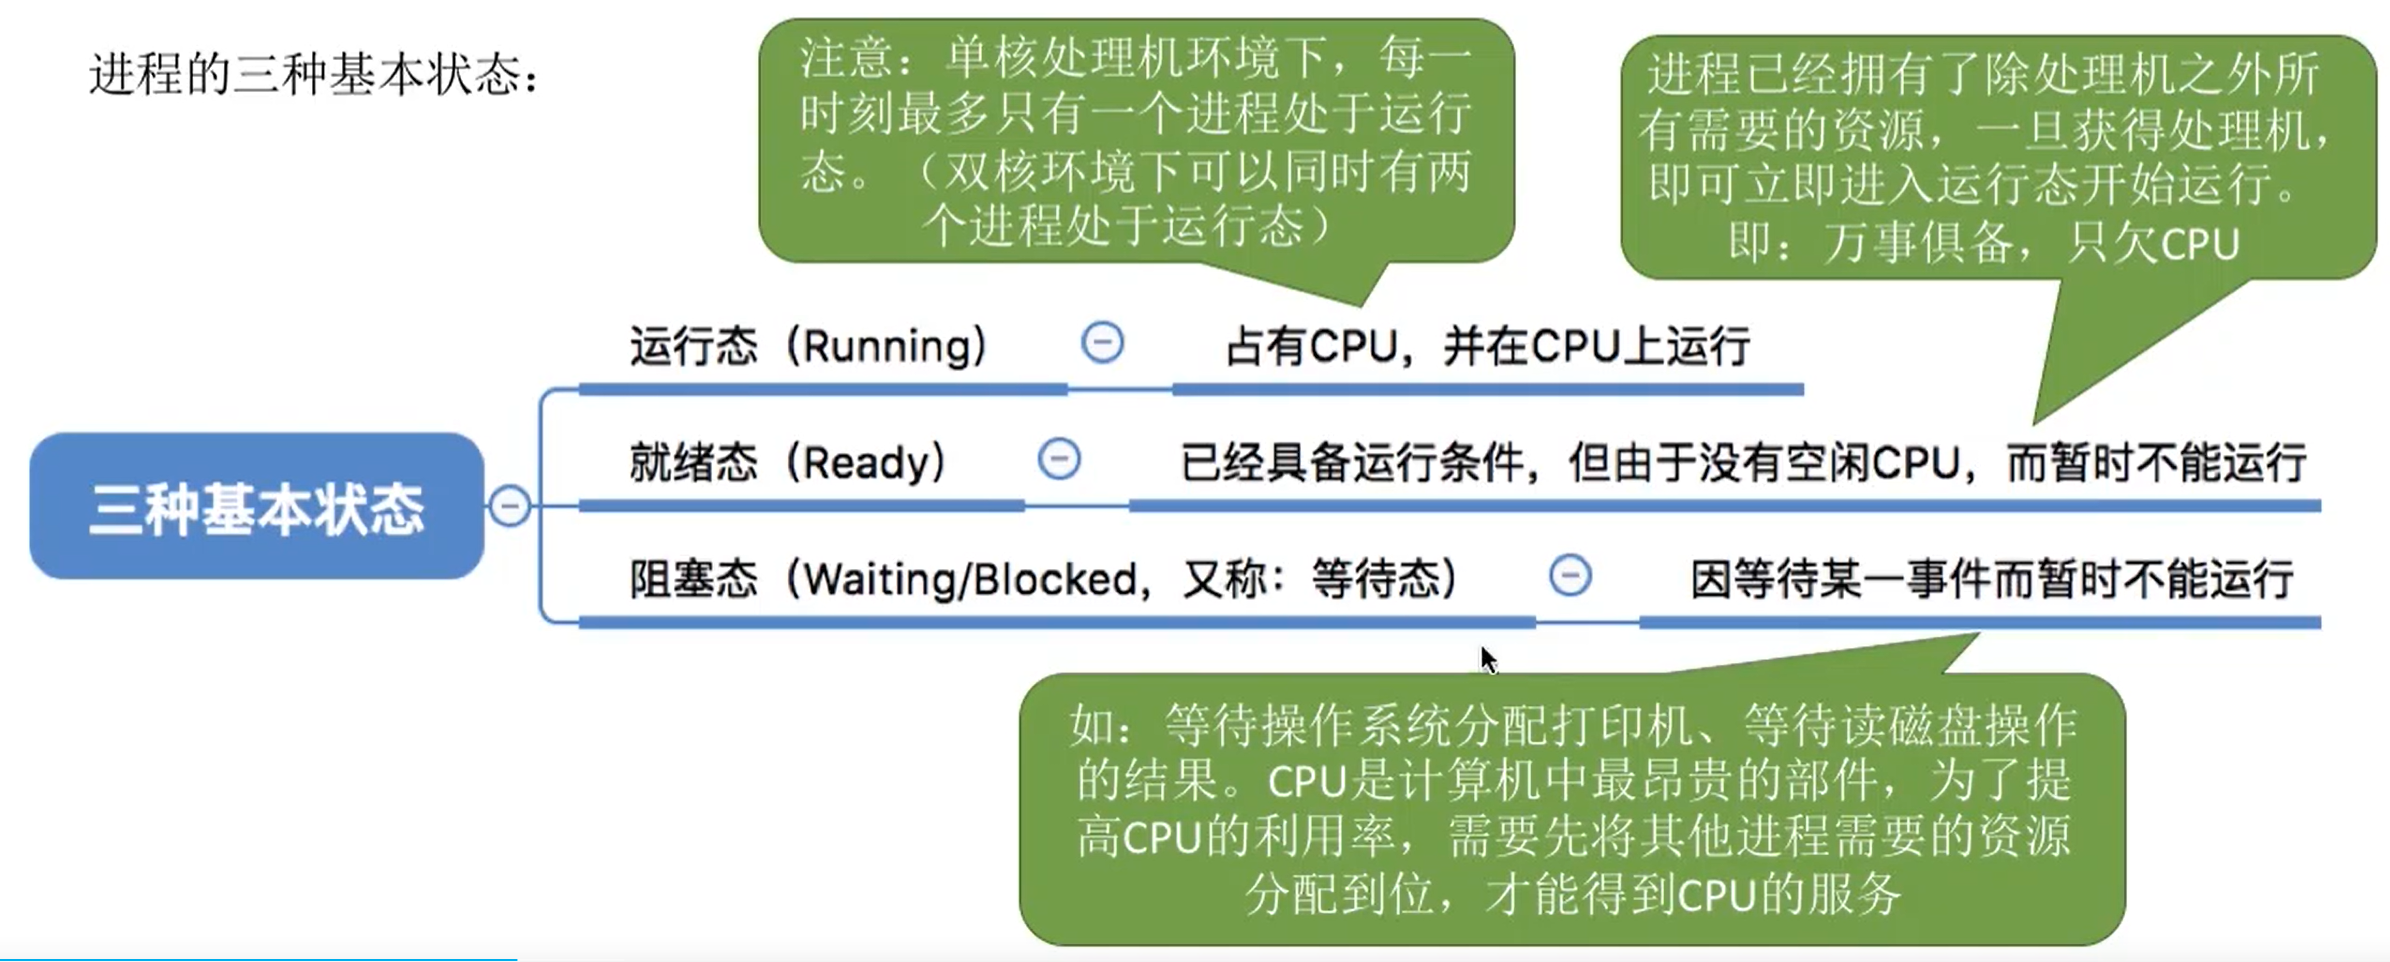 进程的三种基本状态：
注意：单核处理机环境下，每一
时刻最多只有一个进程处于运行
态。（双核环境下可以同时有两
个进程处于运行态）
进程已经拥有了除处理机之外所
有需要的资源，一旦获得处理机，
即可立即进入运行态开始运行。
即：万事俱备，只欠CPU
三种基本状态
运行态（Running） 占有CPU，并在CPU上运行
就绪态（Ready） 已经具备运行条件，但由于没有空闲CPU，而暂时不能运行
阻塞态（Waiting/Blocked，又称：等待态） 因等待某一事件而暂时不能运行
如：等待操作系统分配打印机、等待读磁盘操作
的结果。CPU是计算机中最昂贵的部件，为了提
高CPU的利用率，需要先将其他进程需要的资源
分配到位，才能得到CPU的服务